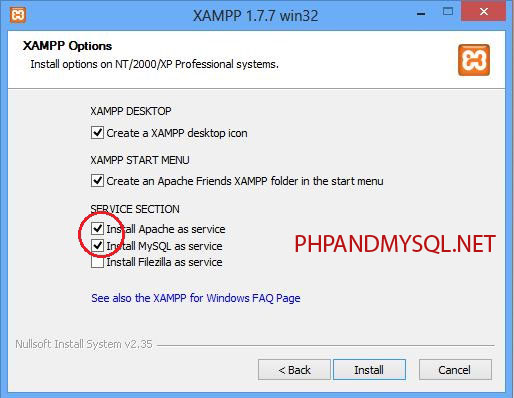 XAMPP 1.7.7 win32
XAMPP Options
Install options on NT/2000/XP Professional systems.
XAMPP DESKTOP
Create a XAMPP desktop icon
XAMPP START MENU
Create an Apache Friends XAMPP folder in the start menu
SERVICE SECTION
Install Apache as service
Install MySQL as service
PHPANDMYSQL.NET
Install Filezilla as service
See also the XAMPP for Windows FAQ Page
Nullsoft Install System v2.35
< Back
Install
Cancel